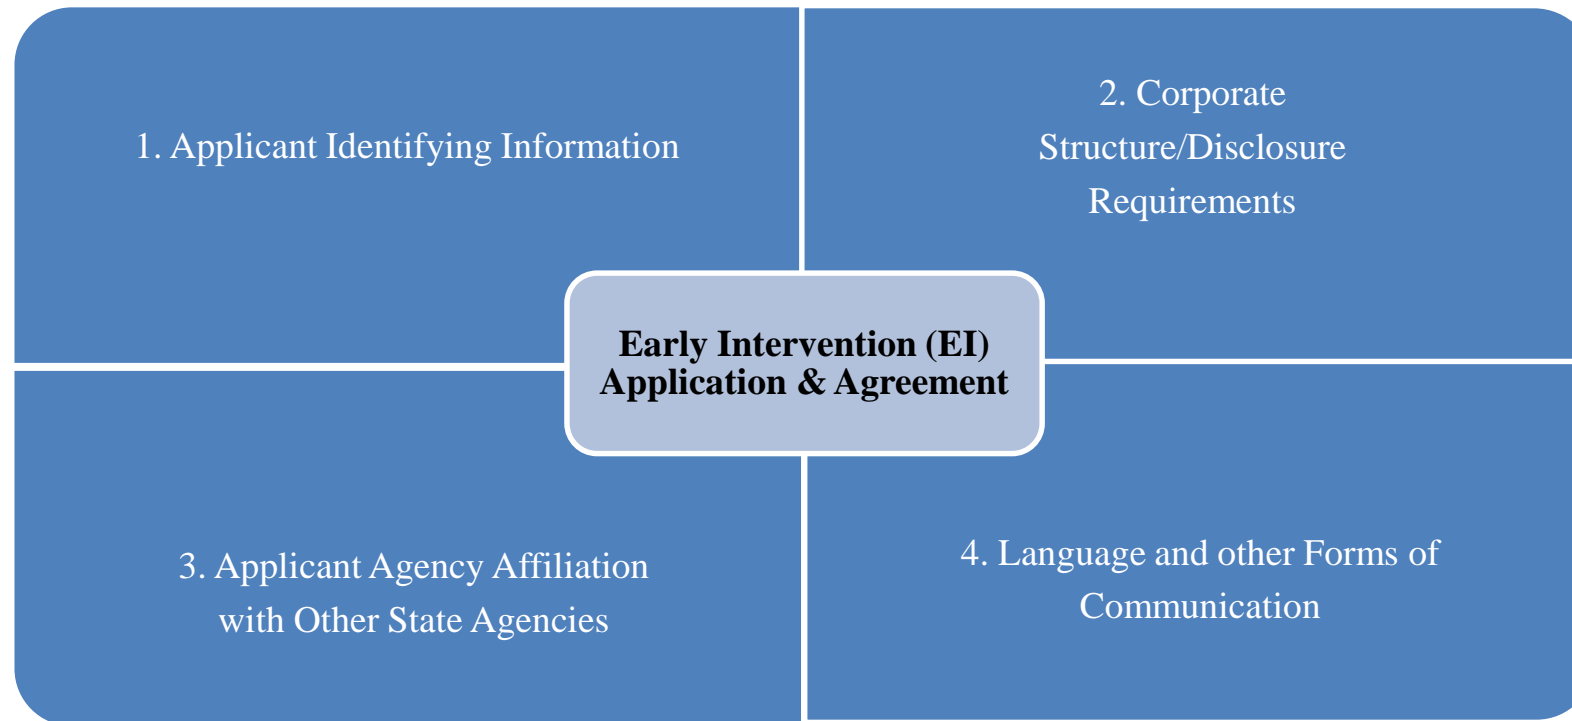 1. Applicant Identifying Information
2. Corporate
Structure/Disclosure
Requirements
Early Intervention (EI)
Application & Agreement
3. Applicant Agency Affiliation
with Other State Agencies
4. Language and other Forms of
Communication